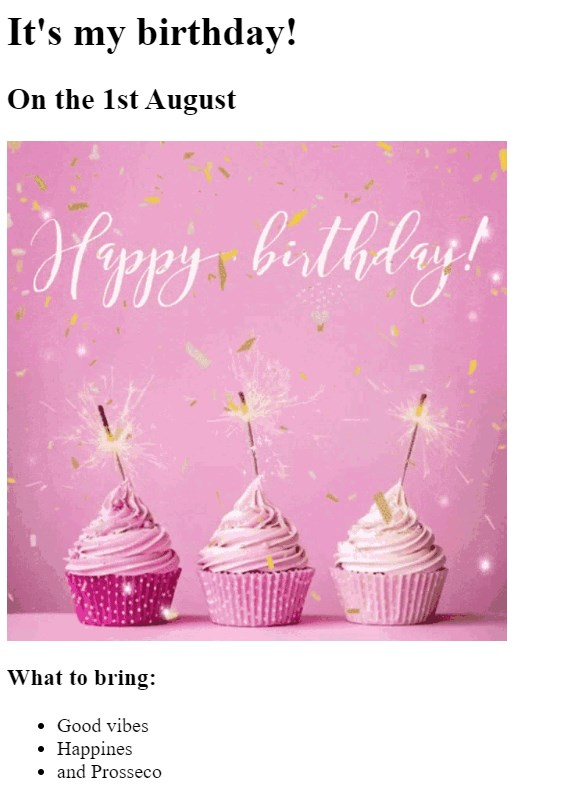 It's my birthday!
On the 1st August
Happy birthday!
What to bring:
Good vibes
Happines
and Prosseco